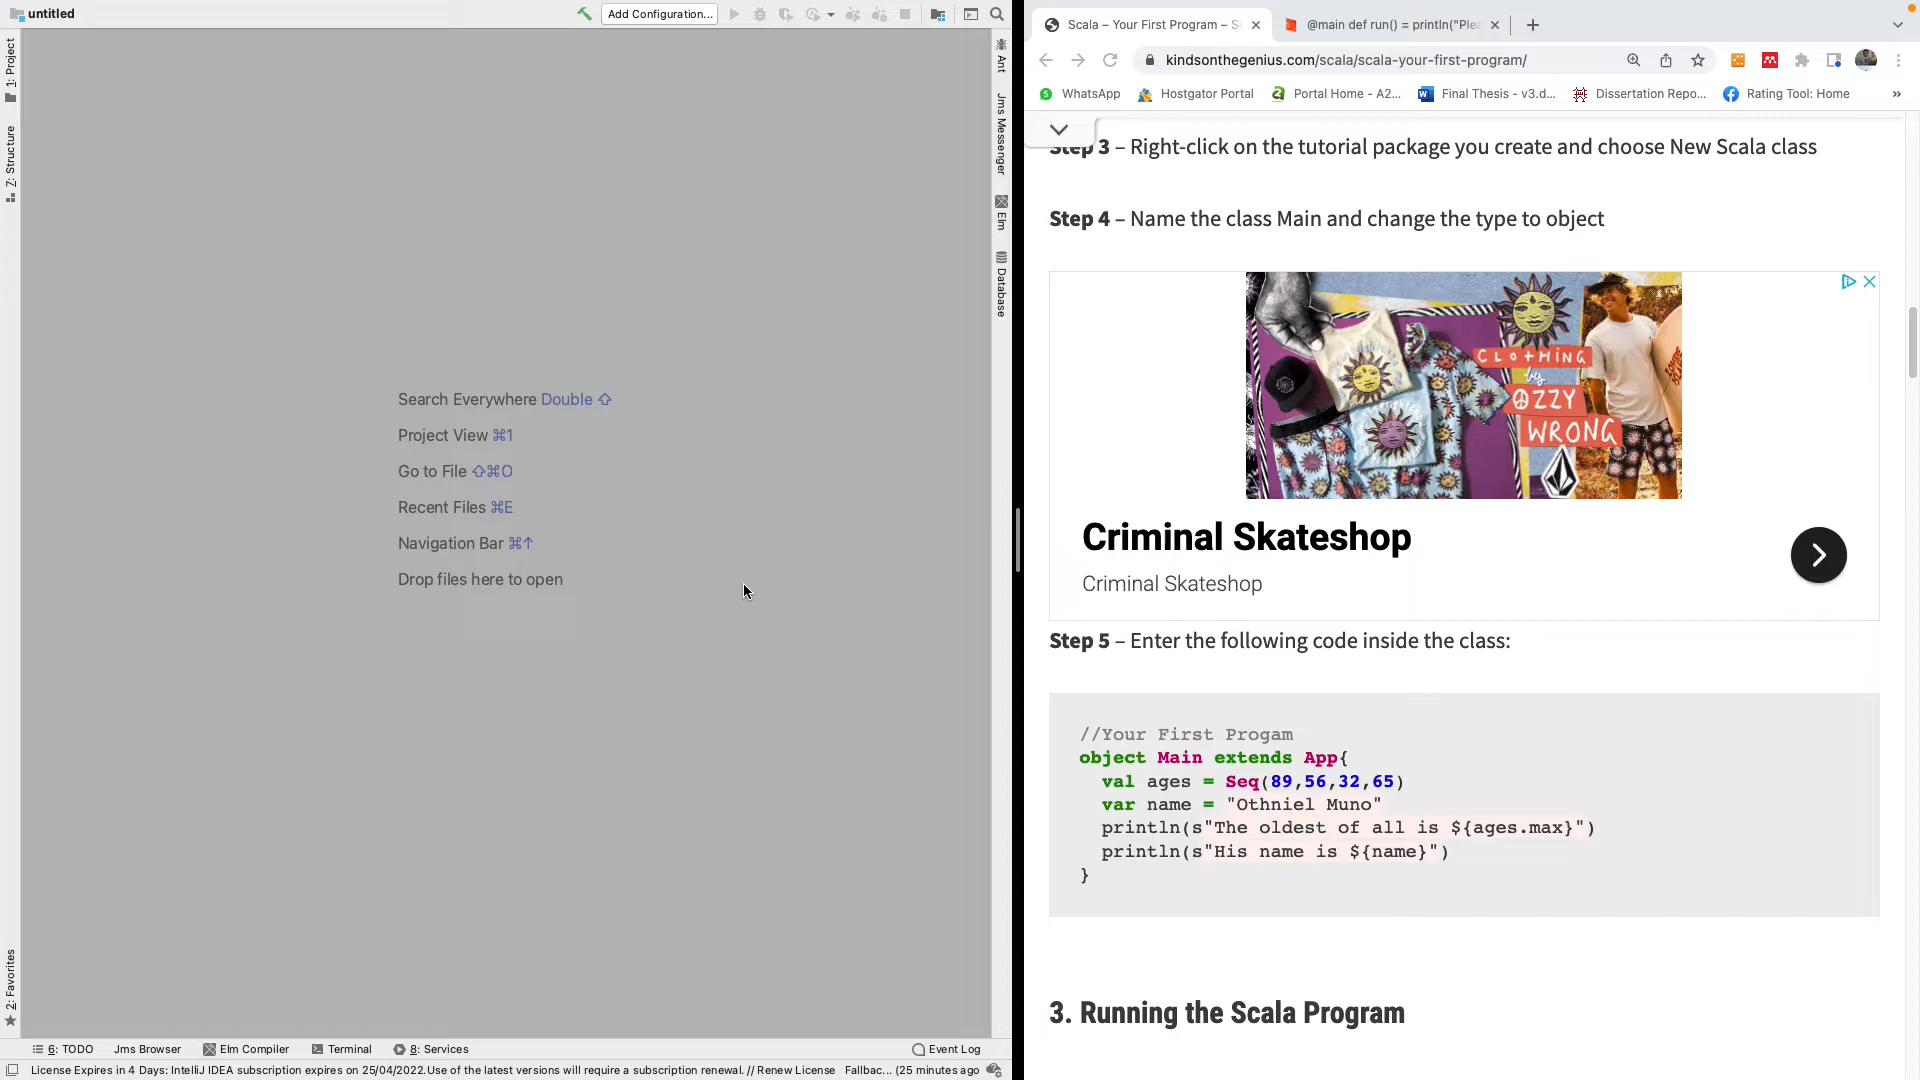 untitled
Add Configuration...
1: Project
Z: Structure
2: Favorites
Search Everywhere Double ⇧
Project View ⌘1
Go to File ⇧⌘O
Recent Files ⌘E
Navigation Bar ⌘↑
Drop files here to open
Ant
Jms Messenger
Elm
Database
6: TODO
Jms Browser
Elm Compiler
Terminal
8: Services
Event Log
License Expires in 4 Days: IntelliJ IDEA subscription expires on 25/04/2022.Use of the latest versions will require a subscription renewal. // Renew License Fallbac... (25 minutes ago
Scala – Your First Program – S
@main def run() = println("Plea
kindsonthegenius.com/scala/scala-your-first-program/
WhatsApp
Hostgator Portal
Portal Home - A2...
Final Thesis - v3.d...
Dissertation Repo...
Rating Tool: Home
Step 3 – Right-click on the tutorial package you create and choose New Scala class
Step 4 – Name the class Main and change the type to object
CLOTHING
by
OZZY
WRONG
Criminal Skateshop
Criminal Skateshop
Step 5 – Enter the following code inside the class:
//Your First Progam
object Main extends App{
val ages = Seq(89,56,32,65)
var name = "Othniel Muno"
println(s"The oldest of all is ${ages.max}")
println(s"His name is ${name}")
}
3. Running the Scala Program